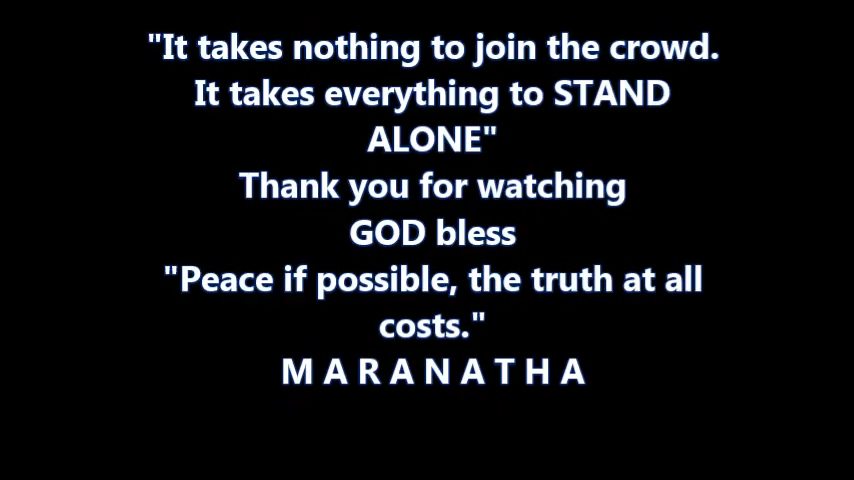 "It takes nothing to join the crowd.
It takes everything to STAND
ALONE"
Thank you for watching
GOD bless
"Peace if possible, the truth at all
costs."
M A R A N A T H A